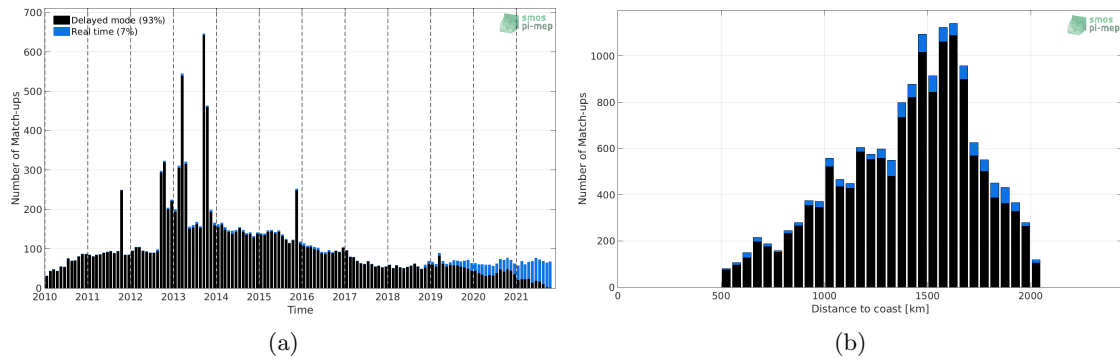 Delayed mode (93%)
Real time (7%)
smos
pi-mep
Number of Match-ups
700
600
500
400
300
200
100
0
2010 2011 2012 2013 2014 2015 2016 2017 2018 2019 2020 2021
Time
(a)
smos
pi-mep
Number of Match-ups
1000
800
600
400
200
0
0 500 1000 1500 2000
Distance to coast [km]
(b)